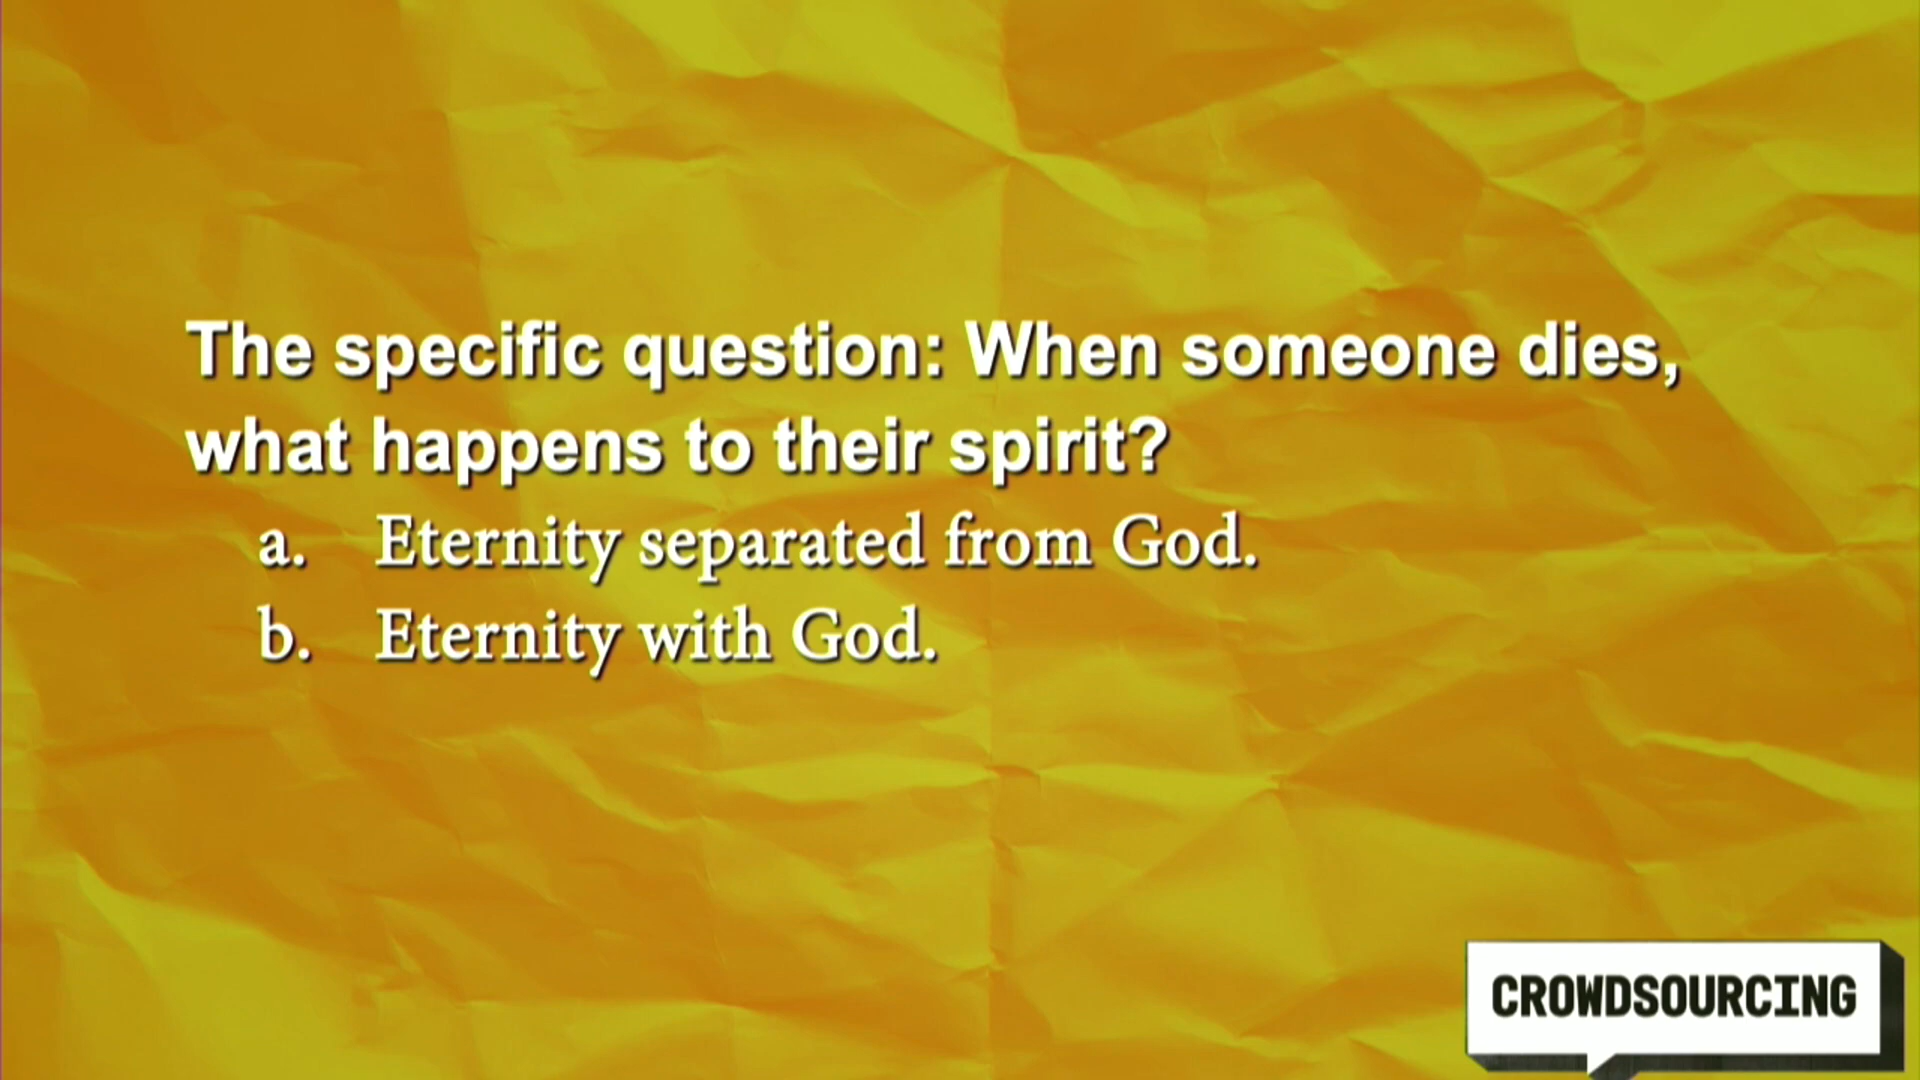 The specific question: When someone dies,
what happens to their spirit?
a. Eternity separated from God.
b. Eternity with God.
CROWDSOURCING